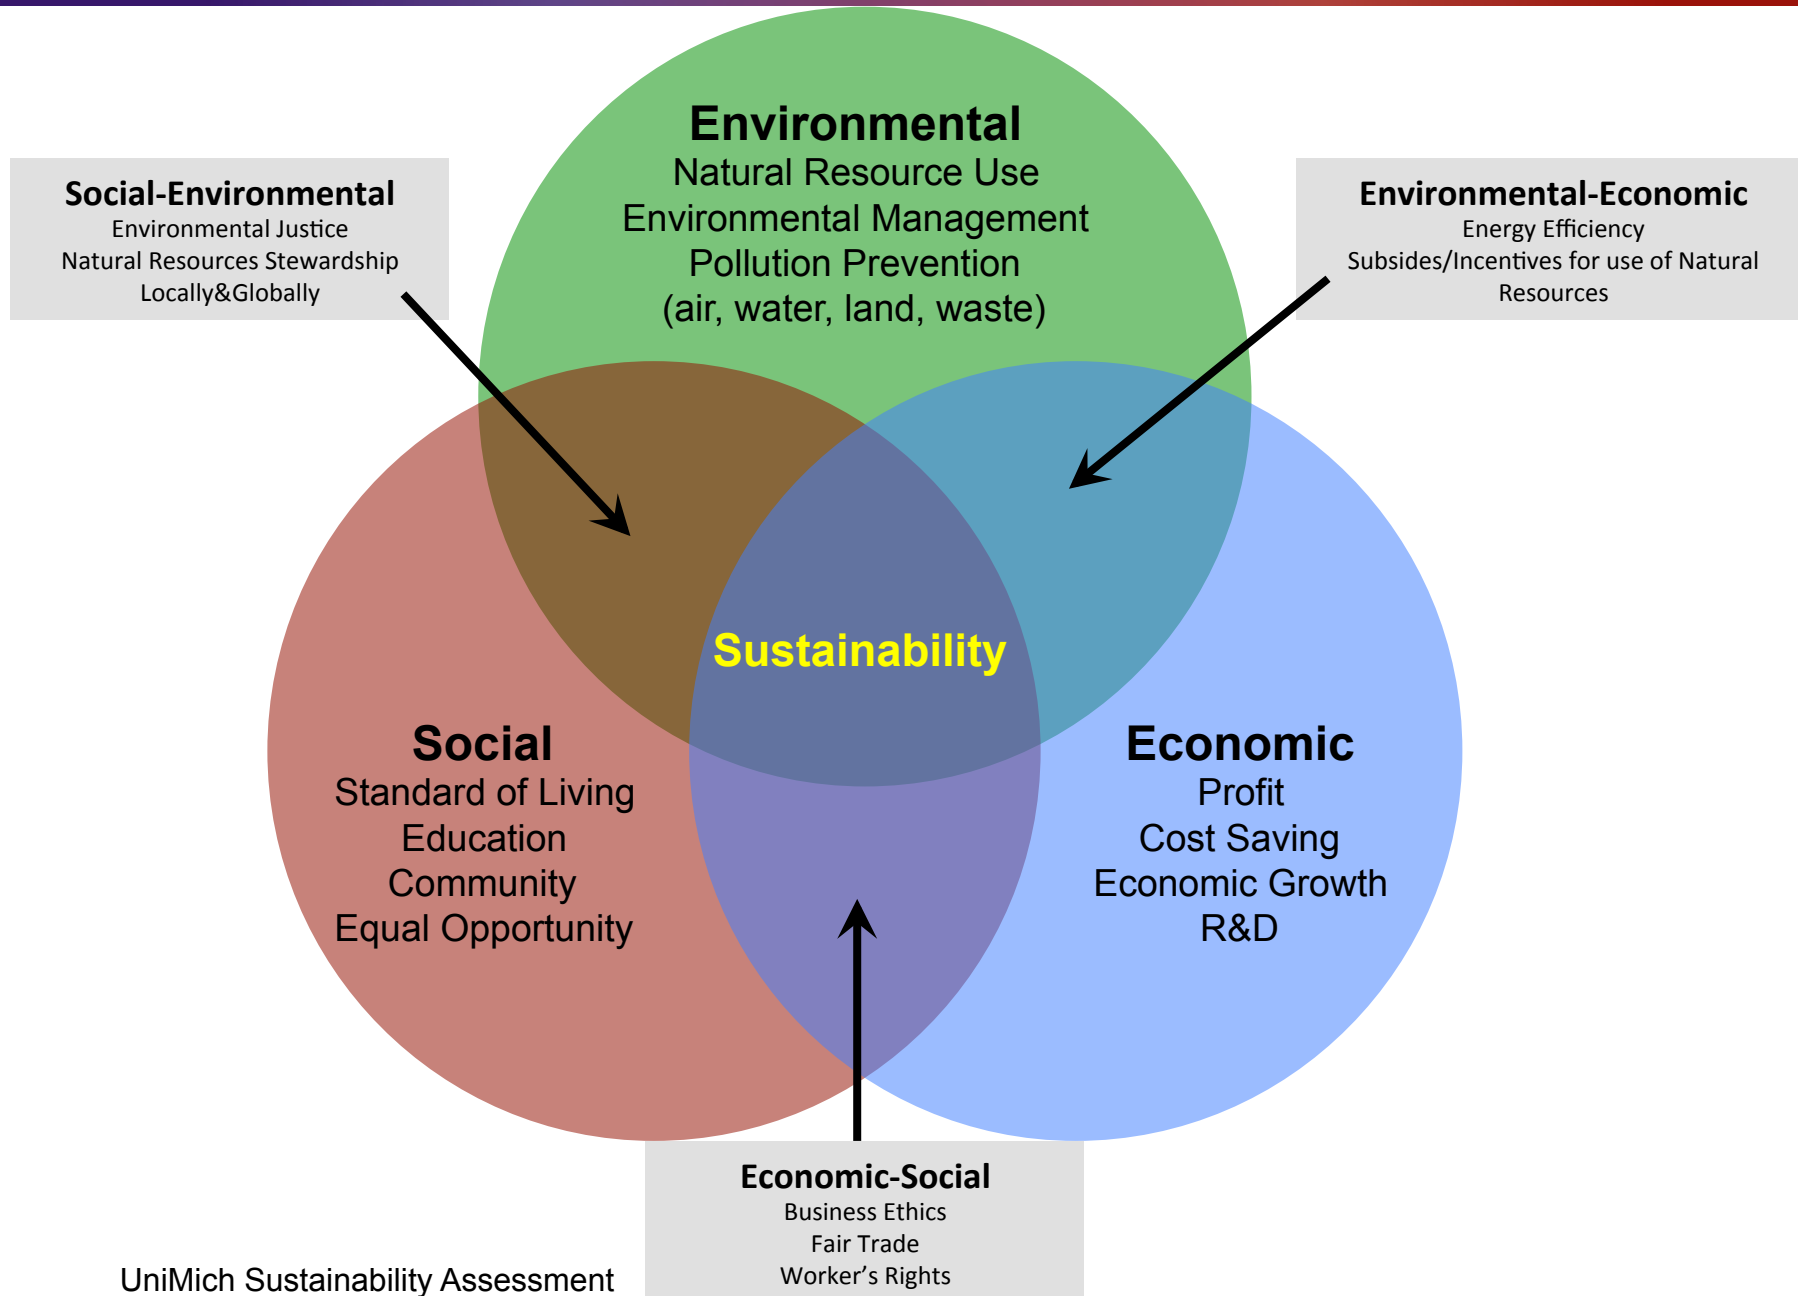 Environmental
Natural Resource Use
Environmental Management
Pollution Prevention
(air, water, land, waste)
Social-Environmental
Environmental Justice
Natural Resources Stewardship
Locally&Globally
Environmental-Economic
Energy Efficiency
Subsides/Incentives for use of Natural
Resources
Sustainability
Social
Standard of Living
Education
Community
Equal Opportunity
Economic
Profit
Cost Saving
Economic Growth
R&D
Economic-Social
Business Ethics
Fair Trade
Worker’s Rights
UniMich Sustainability Assessment